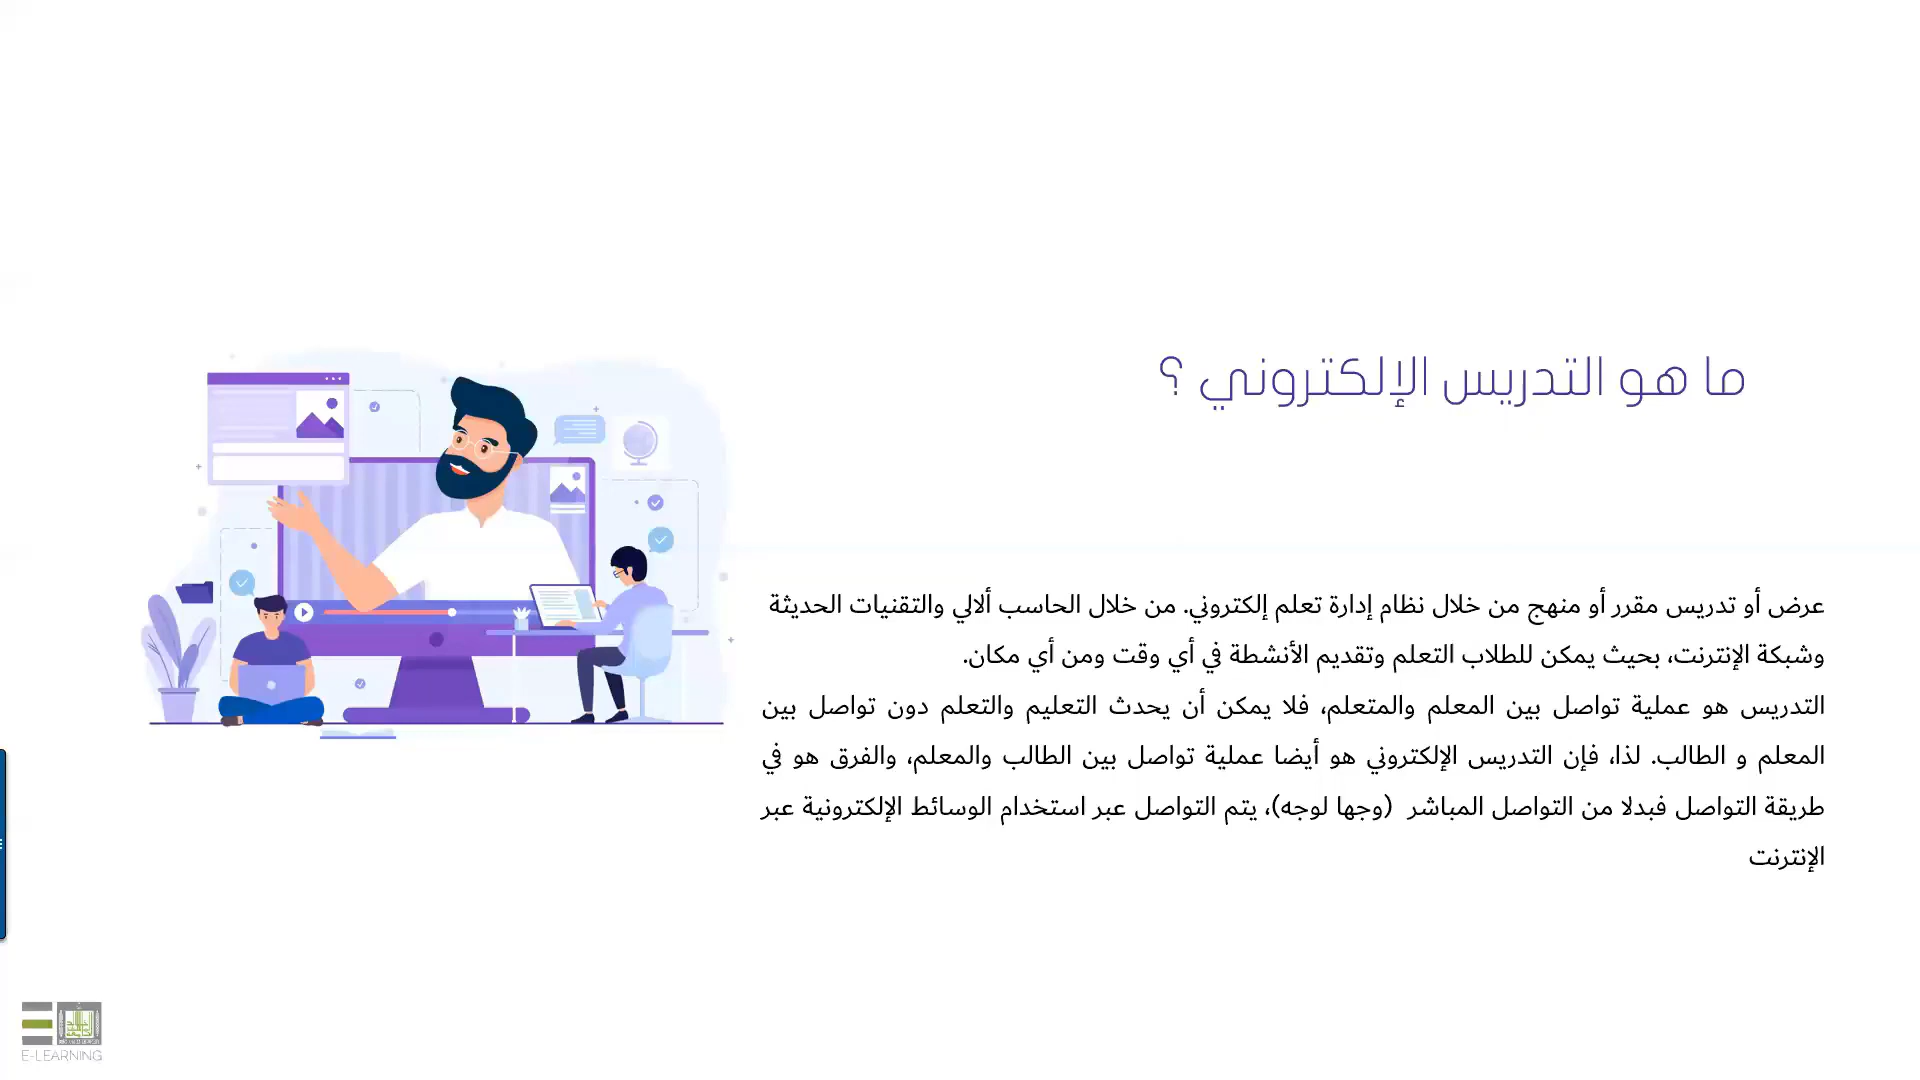 ما هو التدريس الإلكتروني ؟
عرض أو تدريس مقرر أو منهج من خلال نظام إدارة تعلم إلكتروني. من خلال الحاسب ألالي والتقنيات الحديثة
وشبكة الإنترنت، بحيث يمكن للطلاب التعلم وتقديم الأنشطة في أي وقت ومن أي مكان.
التدريس هو عملية تواصل بين المعلم والمتعلم، فلا يمكن أن يحدث التعليم والتعلم دون تواصل بين
المعلم و الطالب. لذا، فإن التدريس الإلكتروني هو أيضا عملية تواصل بين الطالب والمعلم، والفرق هو في
طريقة التواصل فبدلا من التواصل المباشر (وجها لوجه)، يتم التواصل عبر استخدام الوسائط الإلكترونية عبر
الإنترنت
E-LEARNING